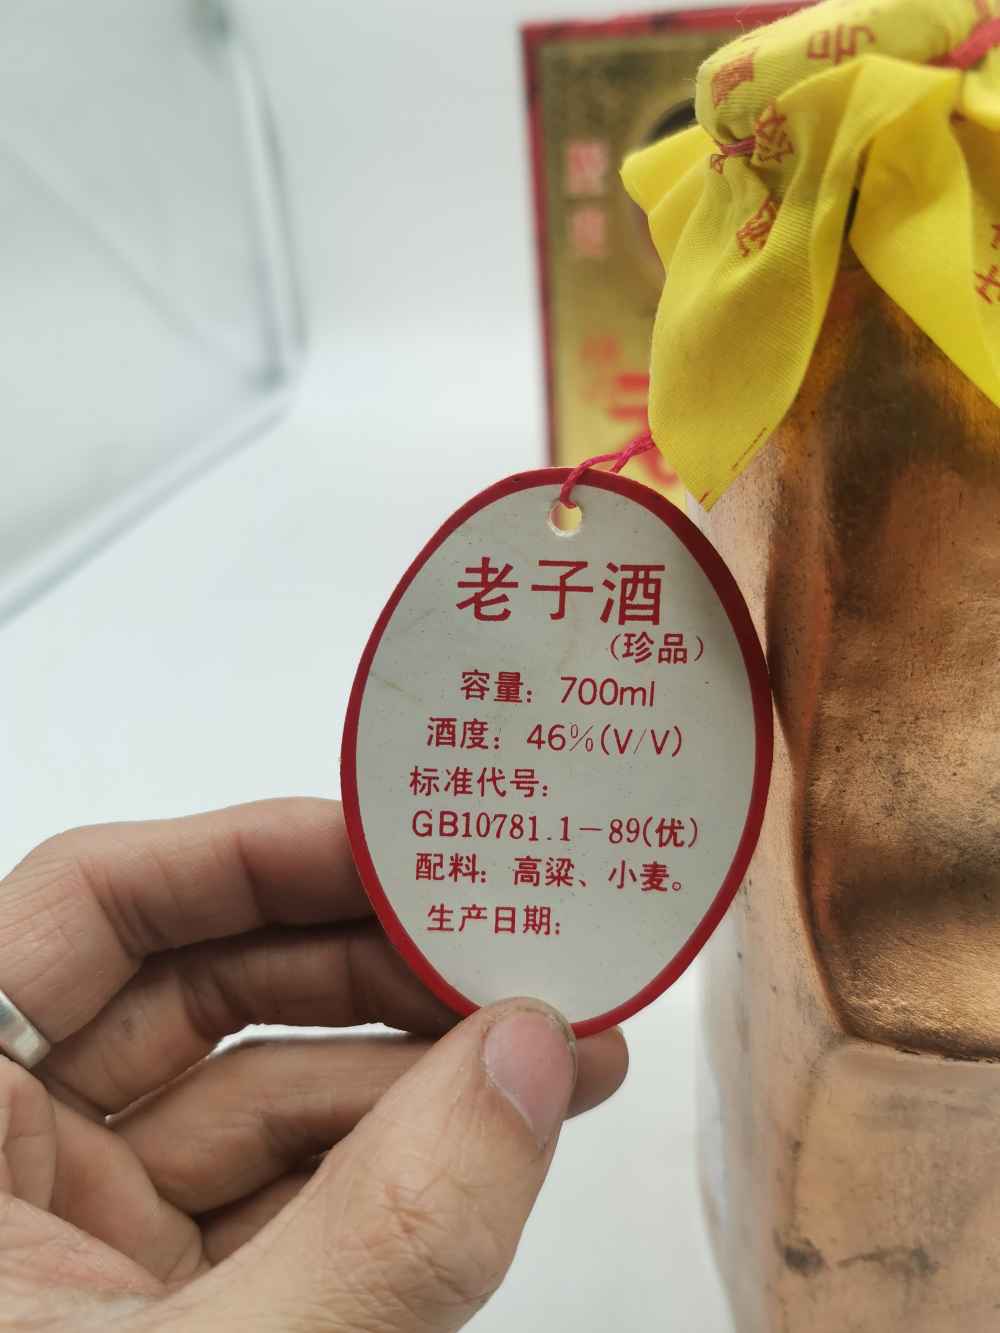 老子酒
(珍品)
容量：700ml
酒度：46%(V/V)
标准代号：
GB10781.1－89(优)
配料：高粱、小麦。
生产日期：
号